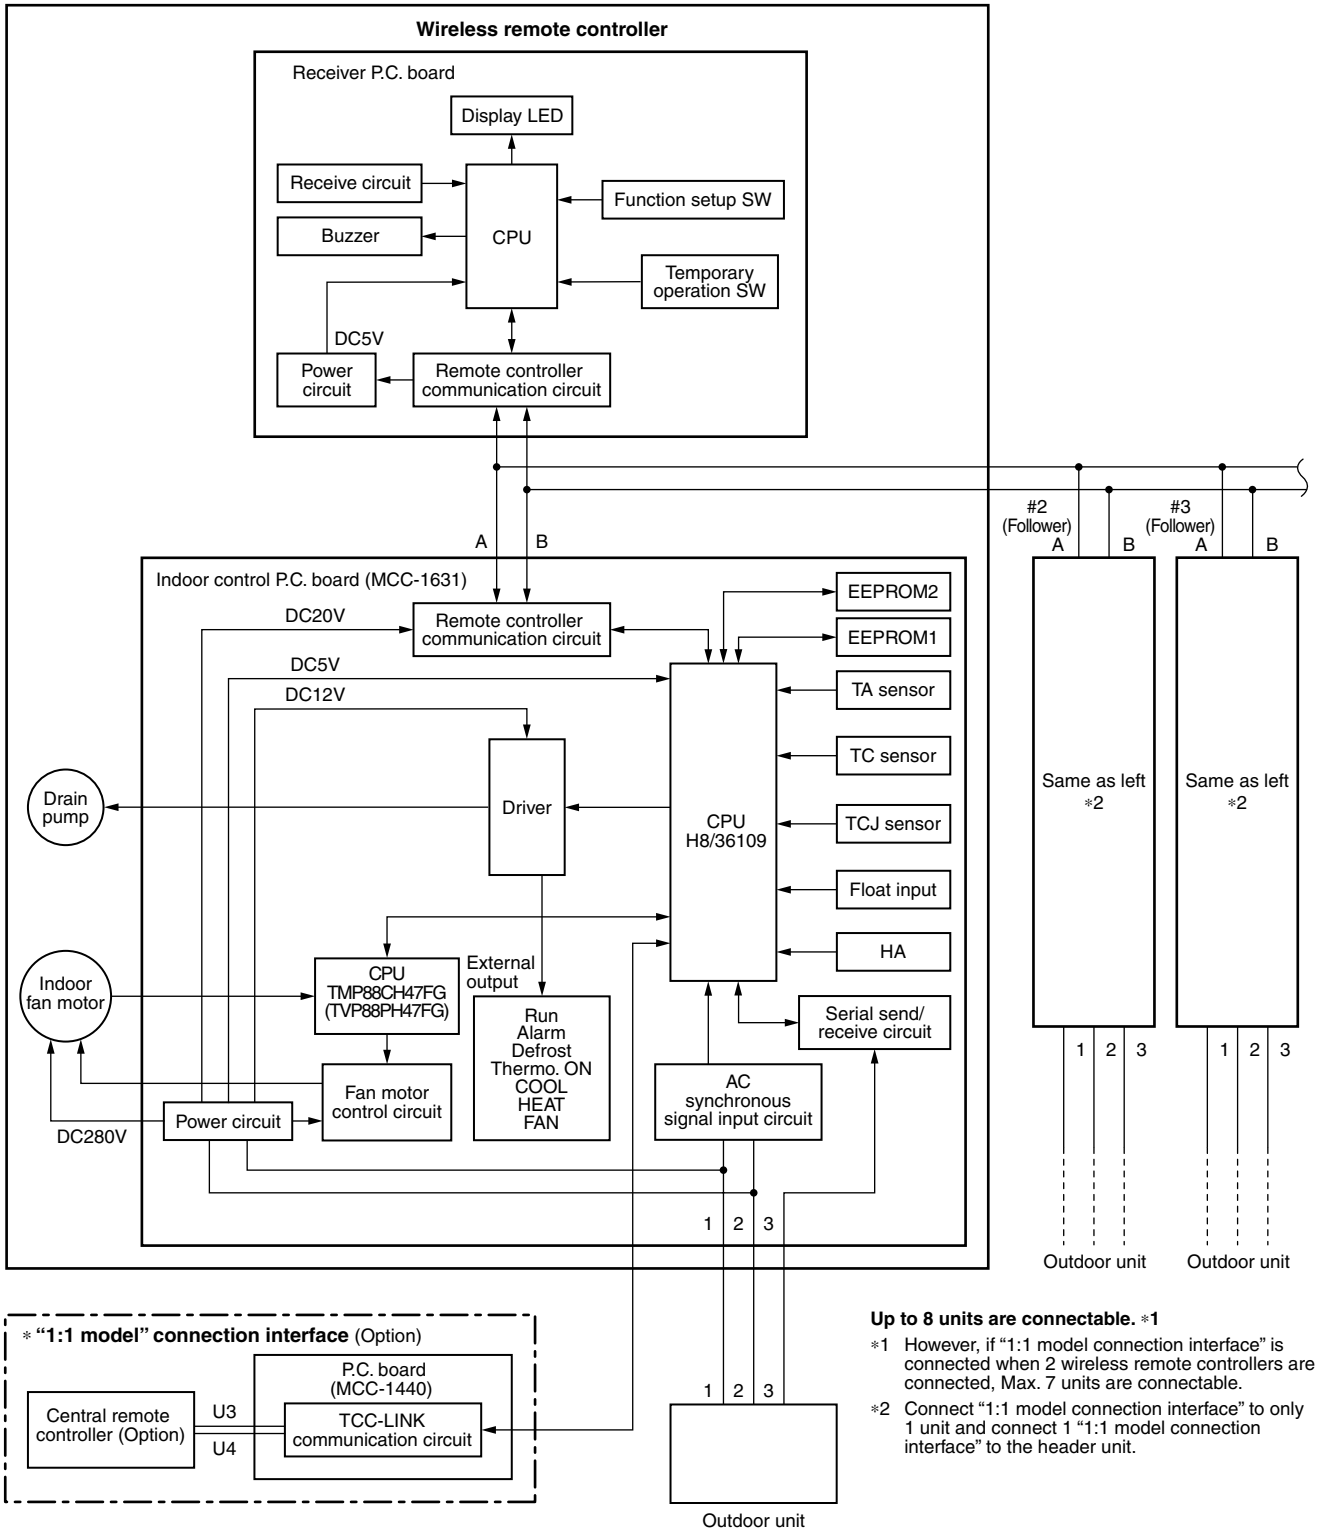 Wireless remote controller
Receiver P.C. board
Display LED
Receive circuit
Function setup SW
Buzzer
CPU
Temporary
operation SW
DC5V
Power
circuit
Remote controller
communication circuit
#2
(Follower)
A
B
#3
(Follower)
A
B
A
B
Indoor control P.C. board (MCC-1631)
DC20V
Remote controller
communication circuit
DC5V
DC12V
EEPROM2
EEPROM1
TA sensor
TC sensor
TCJ sensor
Float input
HA
Drain
pump
Driver
CPU
H8/36109
Same as left
*2
Same as left
*2
Indoor
fan motor
CPU
TMP88CH47FG
(TVP88PH47FG)
External
output
Run
Alarm
Defrost
Thermo. ON
COOL
HEAT
FAN
Serial send/
receive circuit
AC
synchronous
signal input circuit
Fan motor
control circuit
Power circuit
DC280V
1 2 3
1 2 3
1 2 3
Outdoor unit
Outdoor unit
* “1:1 model” connection interface (Option)
P.C. board
(MCC-1440)
Central remote
controller (Option)
U3
U4
TCC-LINK
communication circuit
1 2 3
Outdoor unit
Up to 8 units are connectable. *1
*1 However, if “1:1 model connection interface” is
connected when 2 wireless remote controllers are
connected, Max. 7 units are connectable.
*2 Connect “1:1 model connection interface” to only
1 unit and connect 1 “1:1 model connection
interface” to the header unit.